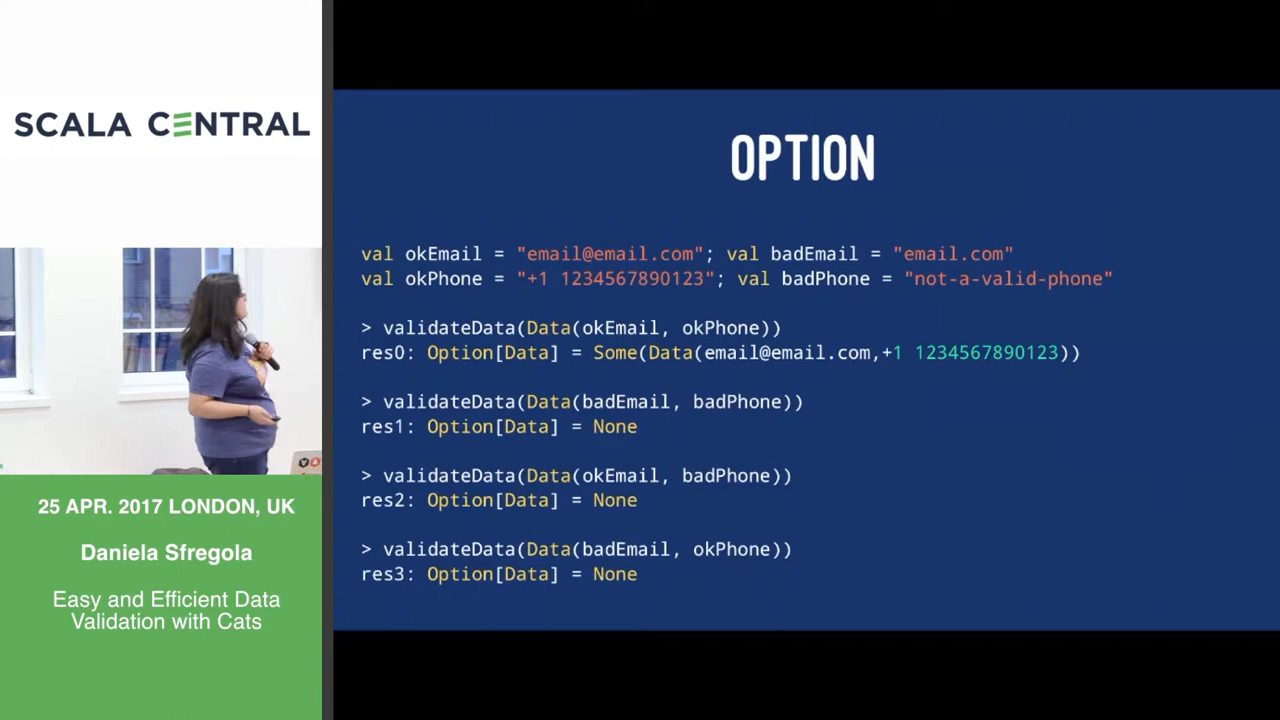 SCALA CENTRAL
25 APR. 2017 LONDON, UK
Daniela Sfregola
Easy and Efficient Data
Validation with Cats
OPTION
val okEmail = "email@email.com"; val badEmail = "email.com"
val okPhone = "+1 1234567890123"; val badPhone = "not-a-valid-phone"
> validateData(Data(okEmail, okPhone))
res0: Option[Data] = Some(Data(email@email.com,+1 1234567890123))
> validateData(Data(badEmail, badPhone))
res1: Option[Data] = None
> validateData(Data(okEmail, badPhone))
res2: Option[Data] = None
> validateData(Data(badEmail, okPhone))
res3: Option[Data] = None